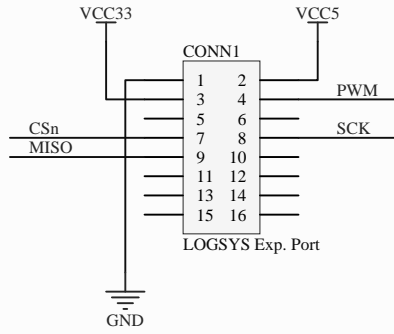 VCC33 VCC5
CONN1
1 2
3 4 PWM
5 6
CSn 7 8 SCK
MISO 9 10
11 12
13 14
15 16
LOGSYS Exp. Port
GND